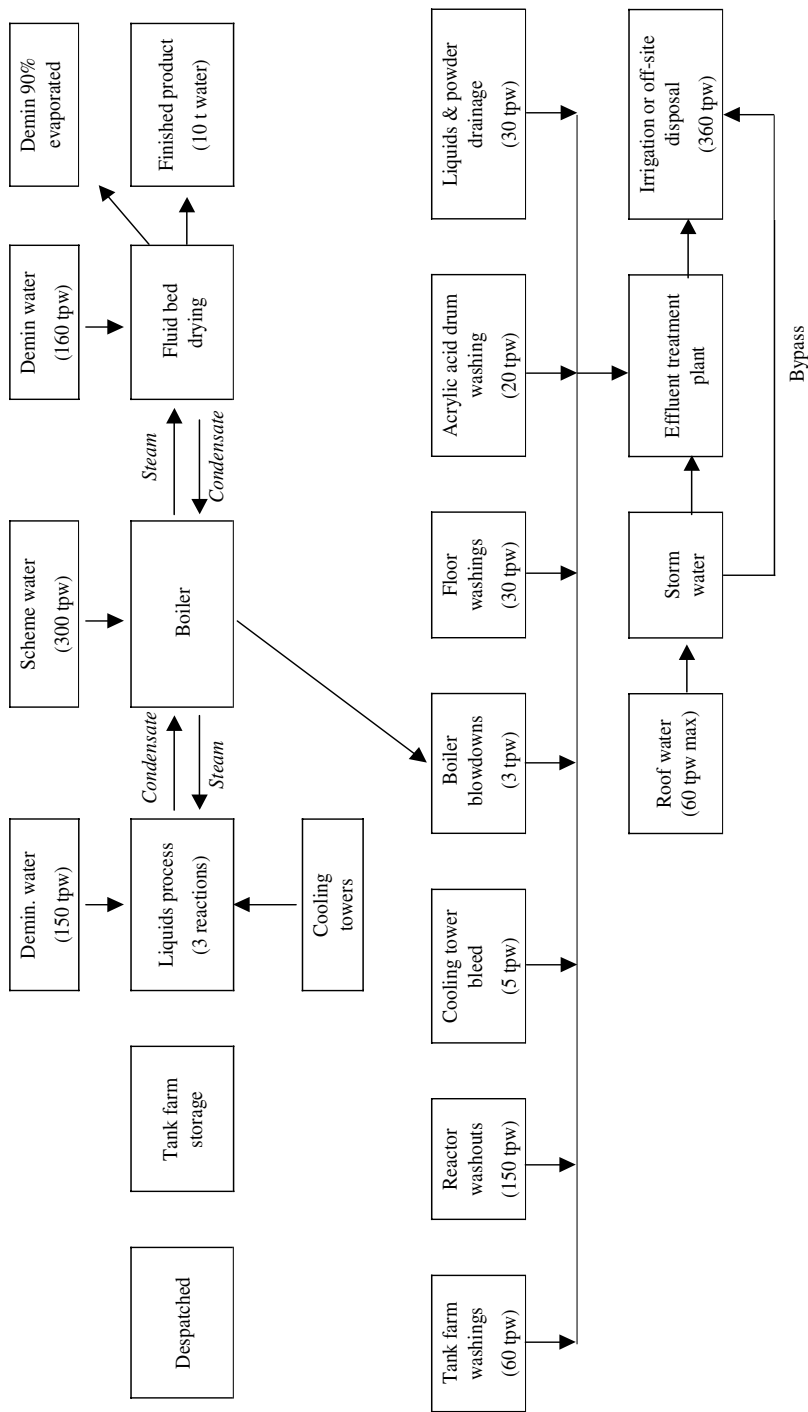 Demin. water
(150 tpw)
Scheme water
(300 tpw)
Demin water
(160 tpw)
Demin 90%
evaporated
Despatched
Tank farm
storage
Liquids process
(3 reactions)
Condensate
Steam
Boiler
Steam
Condensate
Fluid bed
drying
Finished product
(10 t water)
Cooling
towers
Tank farm
washings
(60 tpw)
Reactor
washouts
(150 tpw)
Cooling tower
bleed
(5 tpw)
Boiler
blowdowns
(3 tpw)
Floor
washings
(30 tpw)
Acrylic acid drum
washing
(20 tpw)
Liquids & powder
drainage
(30 tpw)
Roof water
(60 tpw max)
Storm
water
Effluent treatment
plant
Irrigation or off-site
disposal
(360 tpw)
Bypass